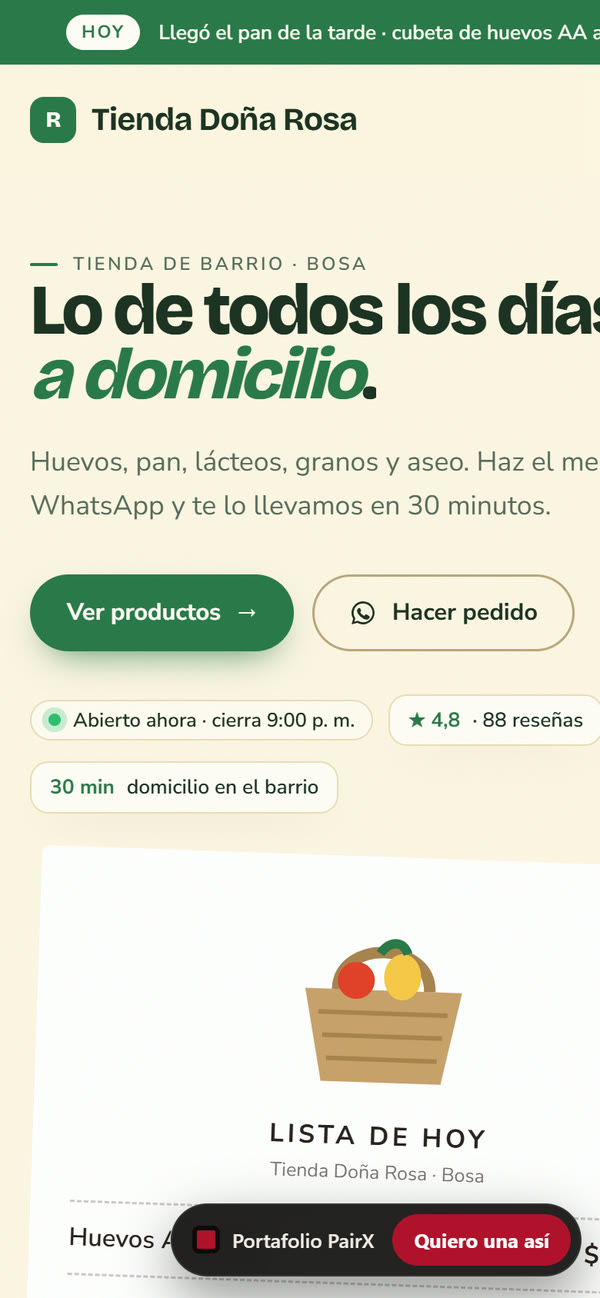 HOY Llegó el pan de la tarde · cubeta de huevos AA a
R Tienda Doña Rosa
TIENDA DE BARRIO · BOSA
Lo de todos los días
a domicilio.
Huevos, pan, lácteos, granos y aseo. Haz el me
WhatsApp y te lo llevamos en 30 minutos.
Ver productos → Hacer pedido
Abierto ahora · cierra 9:00 p. m. ★ 4,8 · 88 reseñas
30 min domicilio en el barrio
LISTA DE HOY
Tienda Doña Rosa · Bosa
Huevos A $
Portafolio PairX Quiero una así